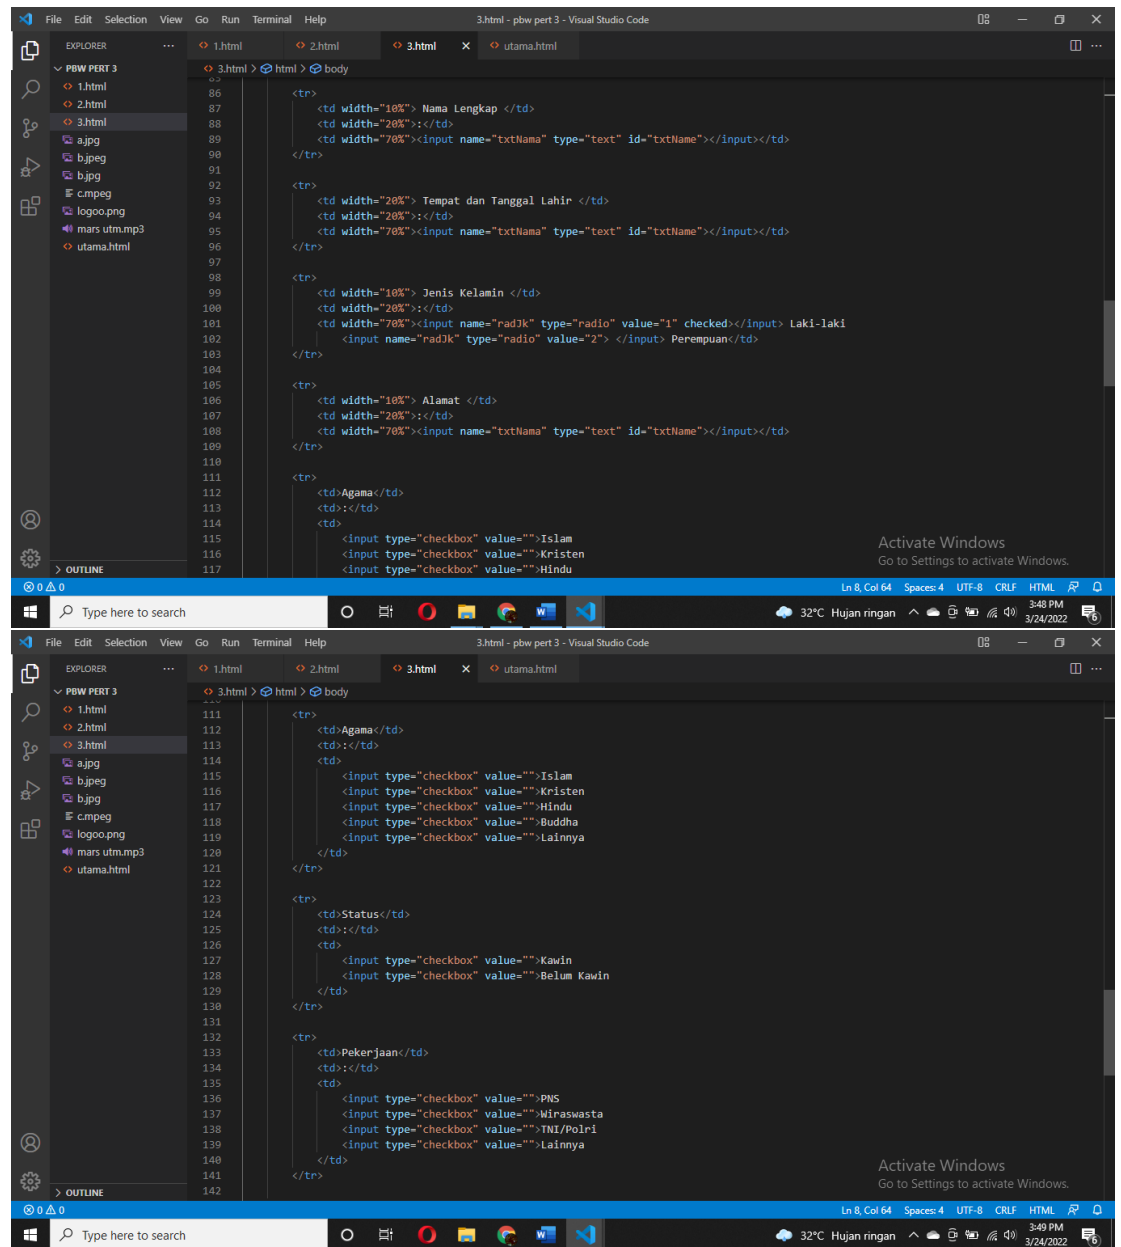 File Edit Selection View Go Run Terminal Help 3.html - pbw pert 3 - Visual Studio Code
EXPLORER ··· 1.html 2.html 3.html × utama.html
PBW PERT 3 3.html > html > body
1.html
2.html
3.html
a.jpg
b.jpeg
b.jpg
c.mpeg
logoo.png
mars utm.mp3
utama.html
OUTLINE
85
86 <tr>
87 <td width="10%"> Nama Lengkap </td>
88 <td width="20%">:</td>
89 <td width="70%"><input name="txtNama" type="text" id="txtName"></input></td>
90 </tr>
91
92 <tr>
93 <td width="20%"> Tempat dan Tanggal Lahir </td>
94 <td width="20%">:</td>
95 <td width="70%"><input name="txtNama" type="text" id="txtName"></input></td>
96 </tr>
97
98 <tr>
99 <td width="10%"> Jenis Kelamin </td>
100 <td width="20%">:</td>
101 <td width="70%"><input name="radJk" type="radio" value="1" checked></input> Laki-laki
102 <input name="radJk" type="radio" value="2"> </input> Perempuan</td>
103 </tr>
104
105 <tr>
106 <td width="10%"> Alamat </td>
107 <td width="20%">:</td>
108 <td width="70%"><input name="txtNama" type="text" id="txtName"></input></td>
109 </tr>
110
111 <tr>
112 <td>Agama</td>
113 <td>:</td>
114 <td>
115 <input type="checkbox" value="">Islam
116 <input type="checkbox" value="">Kristen
117 <input type="checkbox" value="">Hindu
Activate Windows
Go to Settings to activate Windows.
0 0 Ln 8, Col 64 Spaces: 4 UTF-8 CRLF HTML
Type here to search 32°C Hujan ringan 3:48 PM
3/24/2022 6
File Edit Selection View Go Run Terminal Help 3.html - pbw pert 3 - Visual Studio Code
EXPLORER ··· 1.html 2.html 3.html × utama.html
PBW PERT 3 3.html > html > body
1.html
2.html
3.html
a.jpg
b.jpeg
b.jpg
c.mpeg
logoo.png
mars utm.mp3
utama.html
OUTLINE
111 <tr>
112 <td>Agama</td>
113 <td>:</td>
114 <td>
115 <input type="checkbox" value="">Islam
116 <input type="checkbox" value="">Kristen
117 <input type="checkbox" value="">Hindu
118 <input type="checkbox" value="">Buddha
119 <input type="checkbox" value="">Lainnya
120 </td>
121 </tr>
122
123 <tr>
124 <td>Status</td>
125 <td>:</td>
126 <td>
127 <input type="checkbox" value="">Kawin
128 <input type="checkbox" value="">Belum Kawin
129 </td>
130 </tr>
131
132 <tr>
133 <td>Pekerjaan</td>
134 <td>:</td>
135 <td>
136 <input type="checkbox" value="">PNS
137 <input type="checkbox" value="">Wiraswasta
138 <input type="checkbox" value="">TNI/Polri
139 <input type="checkbox" value="">Lainnya
140 </td>
141 </tr>
142
Activate Windows
Go to Settings to activate Windows.
0 0 Ln 8, Col 64 Spaces: 4 UTF-8 CRLF HTML
Type here to search 32°C Hujan ringan 3:49 PM
3/24/2022 6